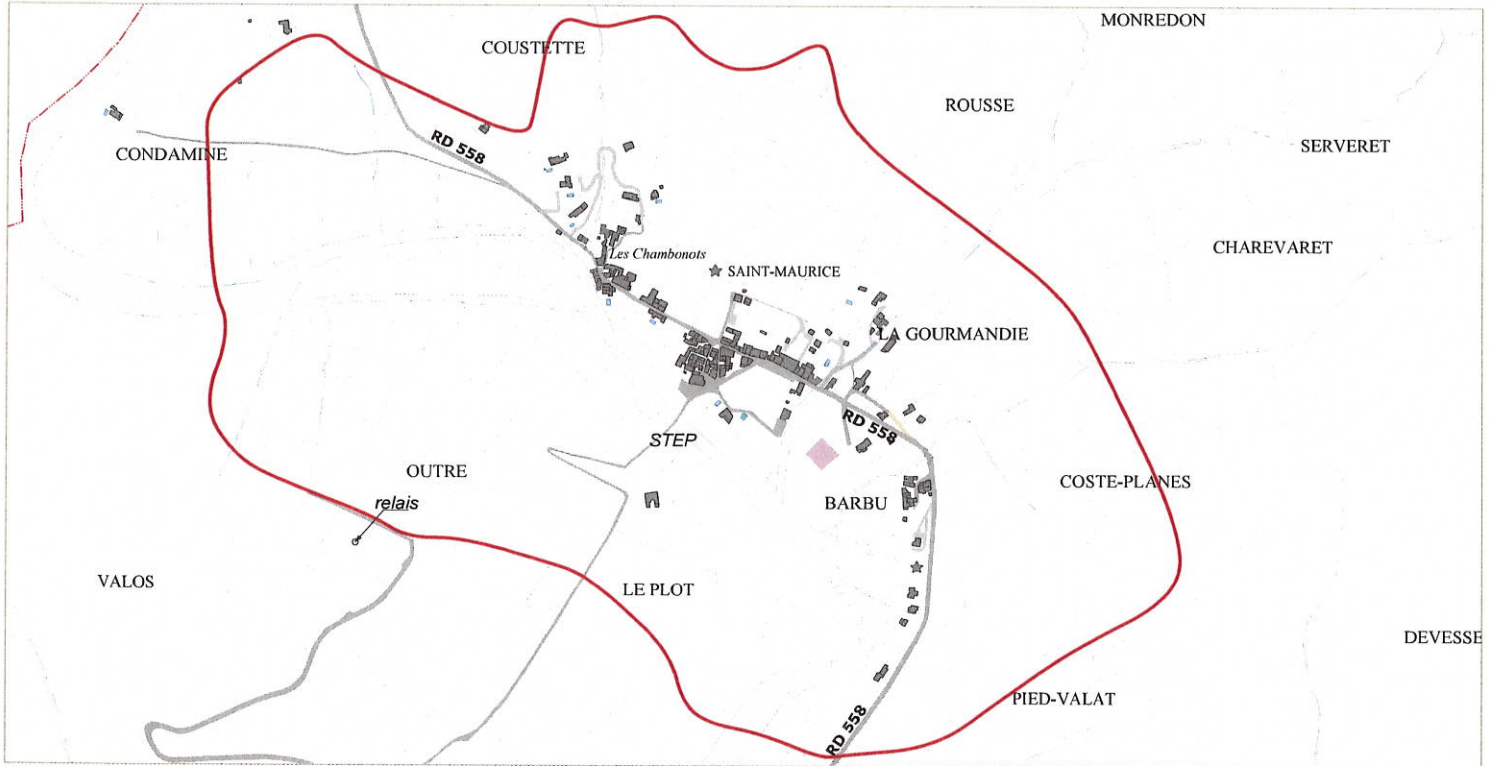 MONREDON
COUSTETTE
ROUSSE
RD 558
SERVERET
CONDAMINE
CHAREVARET
Les Chambonots
SAINT-MAURICE
LA GOURMANDIE
RD 558
STEP
OUTRE
COSTE-PLANES
relais
BARBU
VALOS
LE PLOT
DEVESSE
PIED-VALAT
RD 558